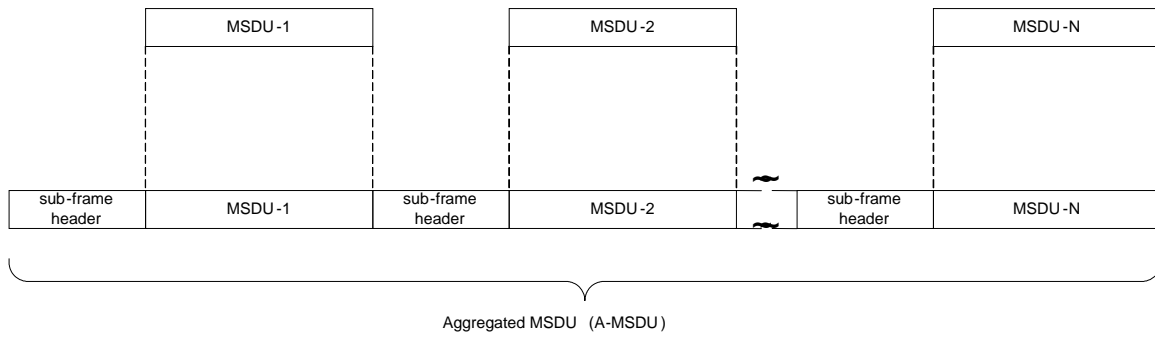 MSDU-1 MSDU-2 MSDU-N
sub-frame header MSDU-1 sub-frame header MSDU-2 sub-frame header MSDU-N
Aggregated MSDU (A-MSDU)